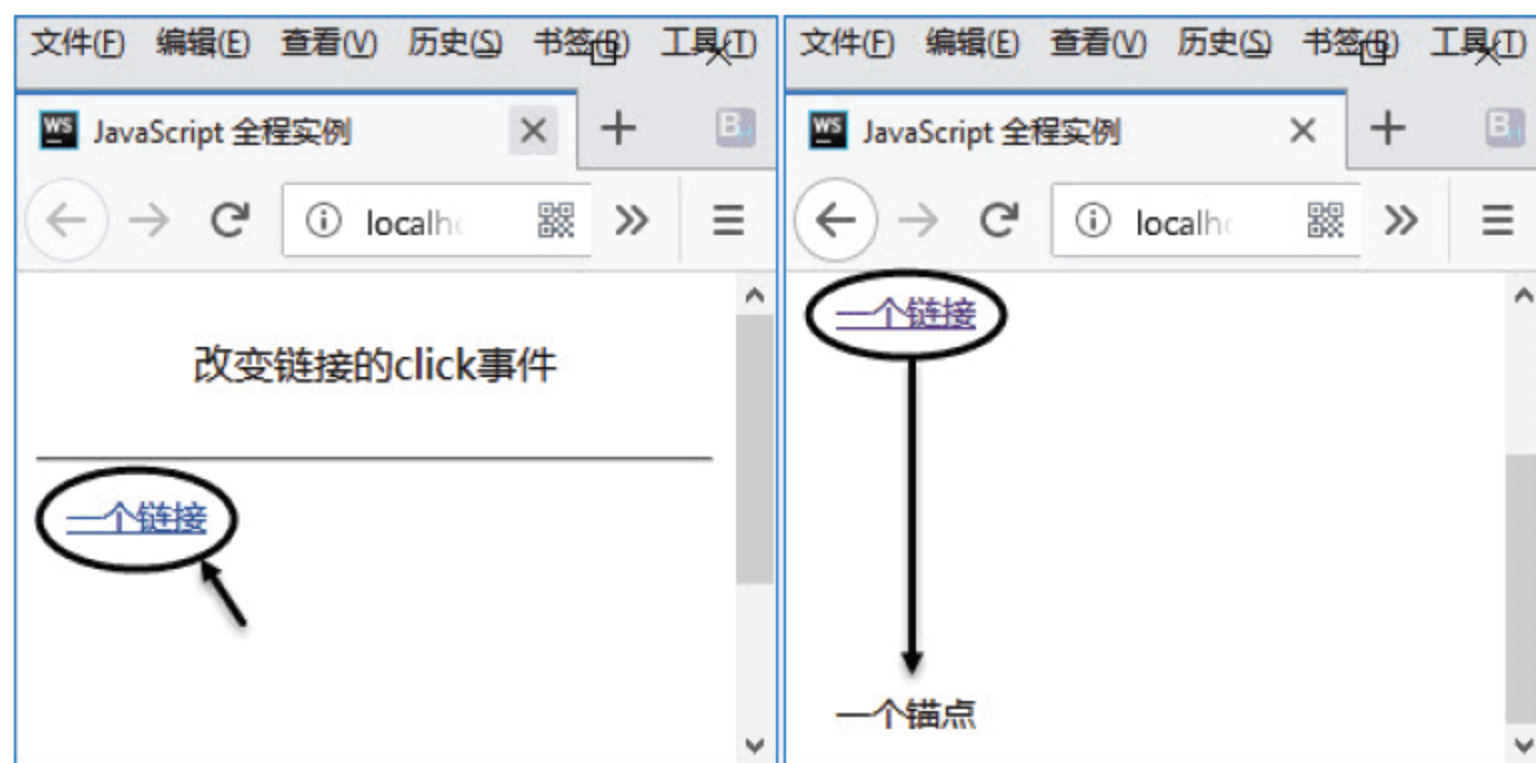 文件(F) 编辑(E) 查看(V) 历史(S) 书签(B) 工具(T)
WS JavaScript 全程实例
localh
改变链接的click事件
一个链接
文件(F) 编辑(E) 查看(V) 历史(S) 书签(B) 工具(T)
WS JavaScript 全程实例
localh
一个链接
一个锚点